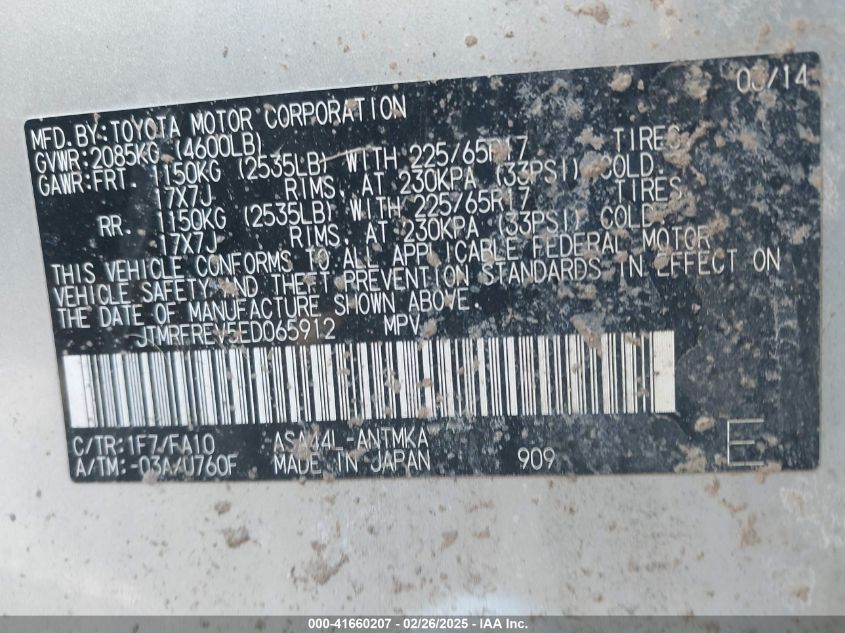 03/14
MFD.BY:TOYOTA MOTOR CORPORATION
GVWR:2085KG (4600LB)
GAWR:FRT. 1150KG (2535LB) WITH 225/65R17 TIRES
17X7J RIMS, AT 230KPA (33PSI) COLD.
RR. 1150KG (2535LB) WITH 225/65R17 TIRES
17X7J RIMS, AT 230KPA (33PSI) COLD.
THIS VEHICLE CONFORMS TO ALL APPLICABLE FEDERAL MOTOR
VEHICLE SAFETY AND THEFT PREVENTION STANDARDS IN EFFECT ON
THE DATE OF MANUFACTURE SHOWN ABOVE.
JTMRFREV5ED065912 MPV
C/TR:1F7/FA10 ASA44L-ANTMKA
A/TM:-03A/U760F MADE IN JAPAN 909 E
000-41660207 - 02/26/2025 - IAA Inc.